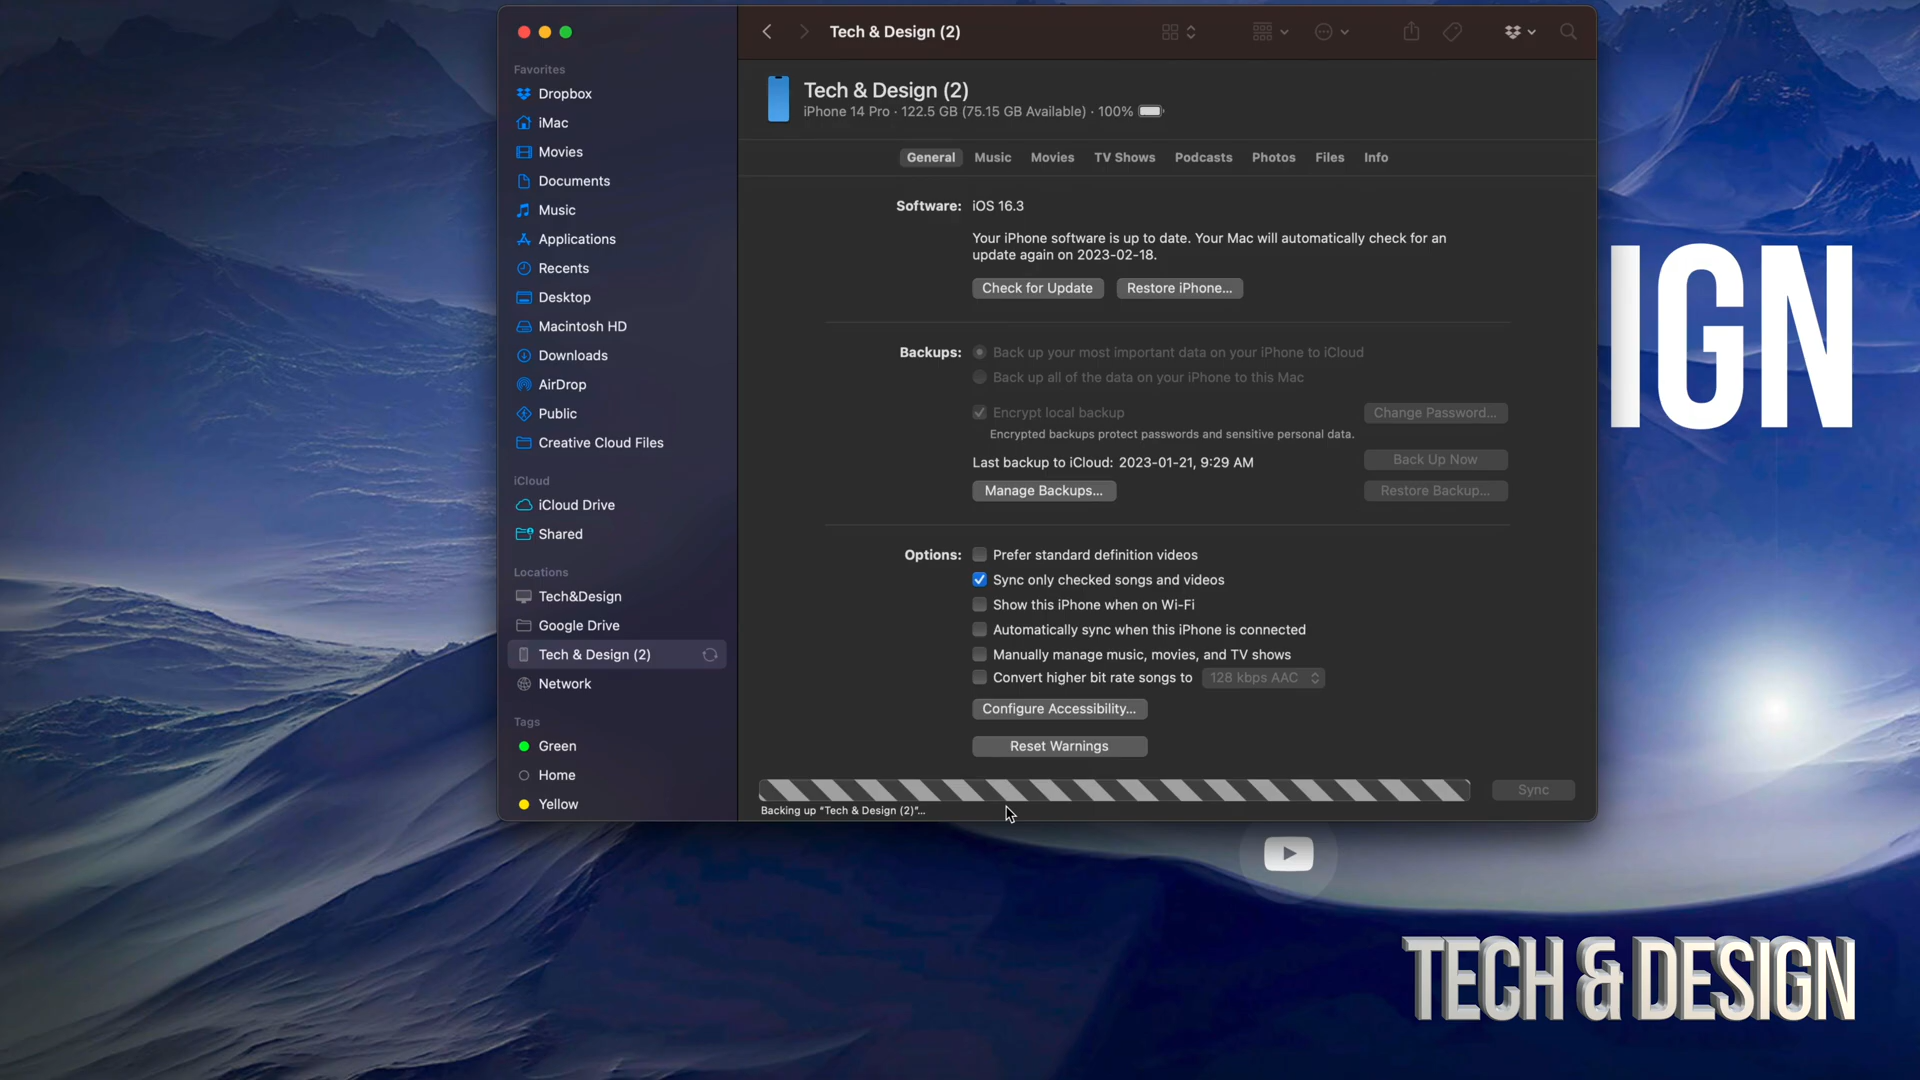 Tech & Design (2)
Favorites
Dropbox
iMac
Movies
Documents
Music
Applications
Recents
Desktop
Macintosh HD
Downloads
AirDrop
Public
Creative Cloud Files
iCloud
iCloud Drive
Shared
Locations
Tech&Design
Google Drive
Tech & Design (2)
Network
Tags
Green
Home
Yellow
Tech & Design (2)
iPhone 14 Pro · 122.5 GB (75.15 GB Available) · 100%
General Music Movies TV Shows Podcasts Photos Files Info
Software: iOS 16.3
Your iPhone software is up to date. Your Mac will automatically check for an
update again on 2023-02-18.
Check for Update Restore iPhone...
Backups: Back up your most important data on your iPhone to iCloud
Back up all of the data on your iPhone to this Mac
Encrypt local backup Change Password...
Encrypted backups protect passwords and sensitive personal data.
Last backup to iCloud: 2023-01-21, 9:29 AM Back Up Now
Manage Backups... Restore Backup...
Options: Prefer standard definition videos
Sync only checked songs and videos
Show this iPhone when on Wi-Fi
Automatically sync when this iPhone is connected
Manually manage music, movies, and TV shows
Convert higher bit rate songs to 128 kbps AAC
Configure Accessibility...
Reset Warnings
Sync
Backing up "Tech & Design (2)"...
IGN
TECH & DESIGN